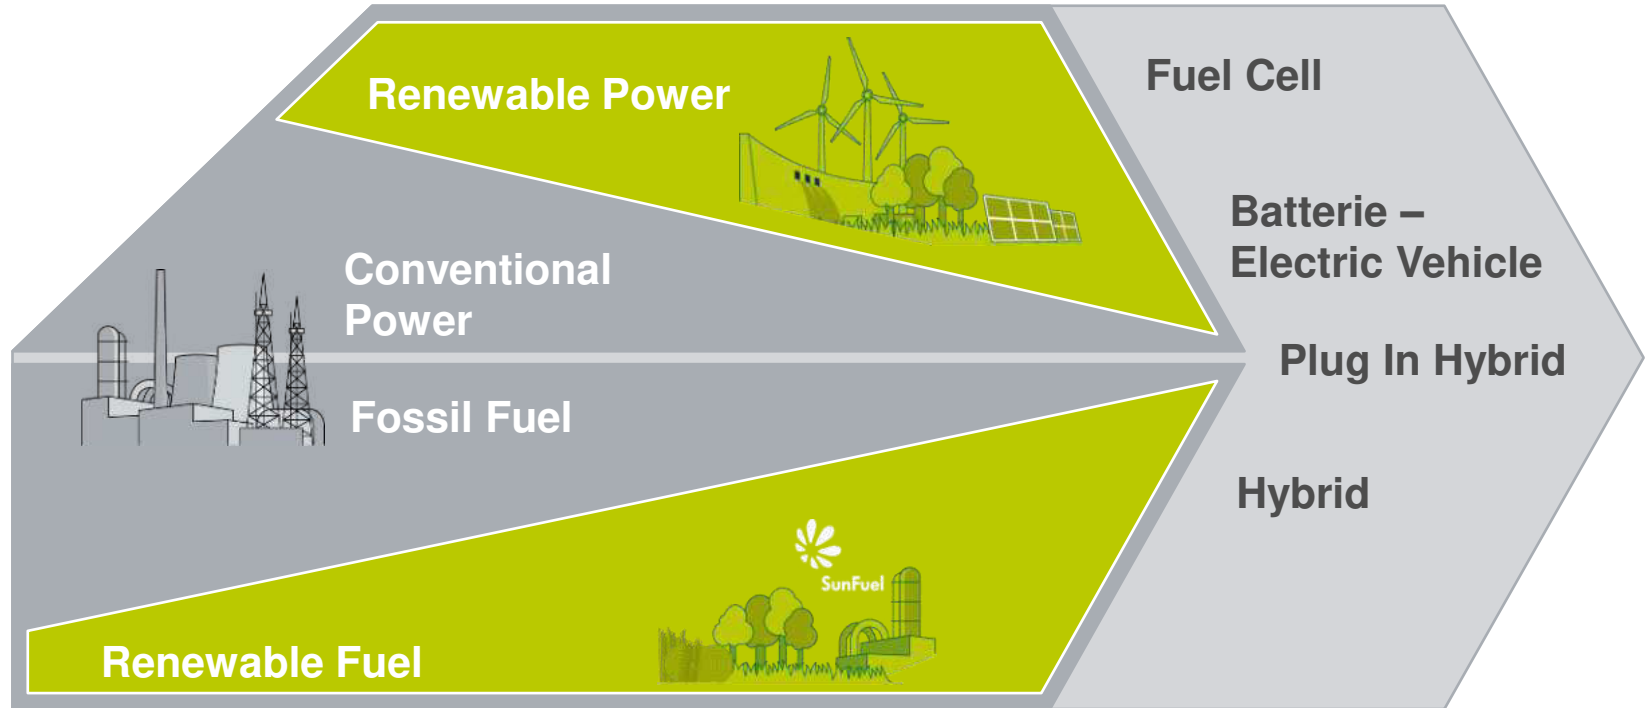 Renewable Power
Conventional
Power
Fossil Fuel
SunFuel
Renewable Fuel
Fuel Cell
Batterie –
Electric Vehicle
Plug In Hybrid
Hybrid